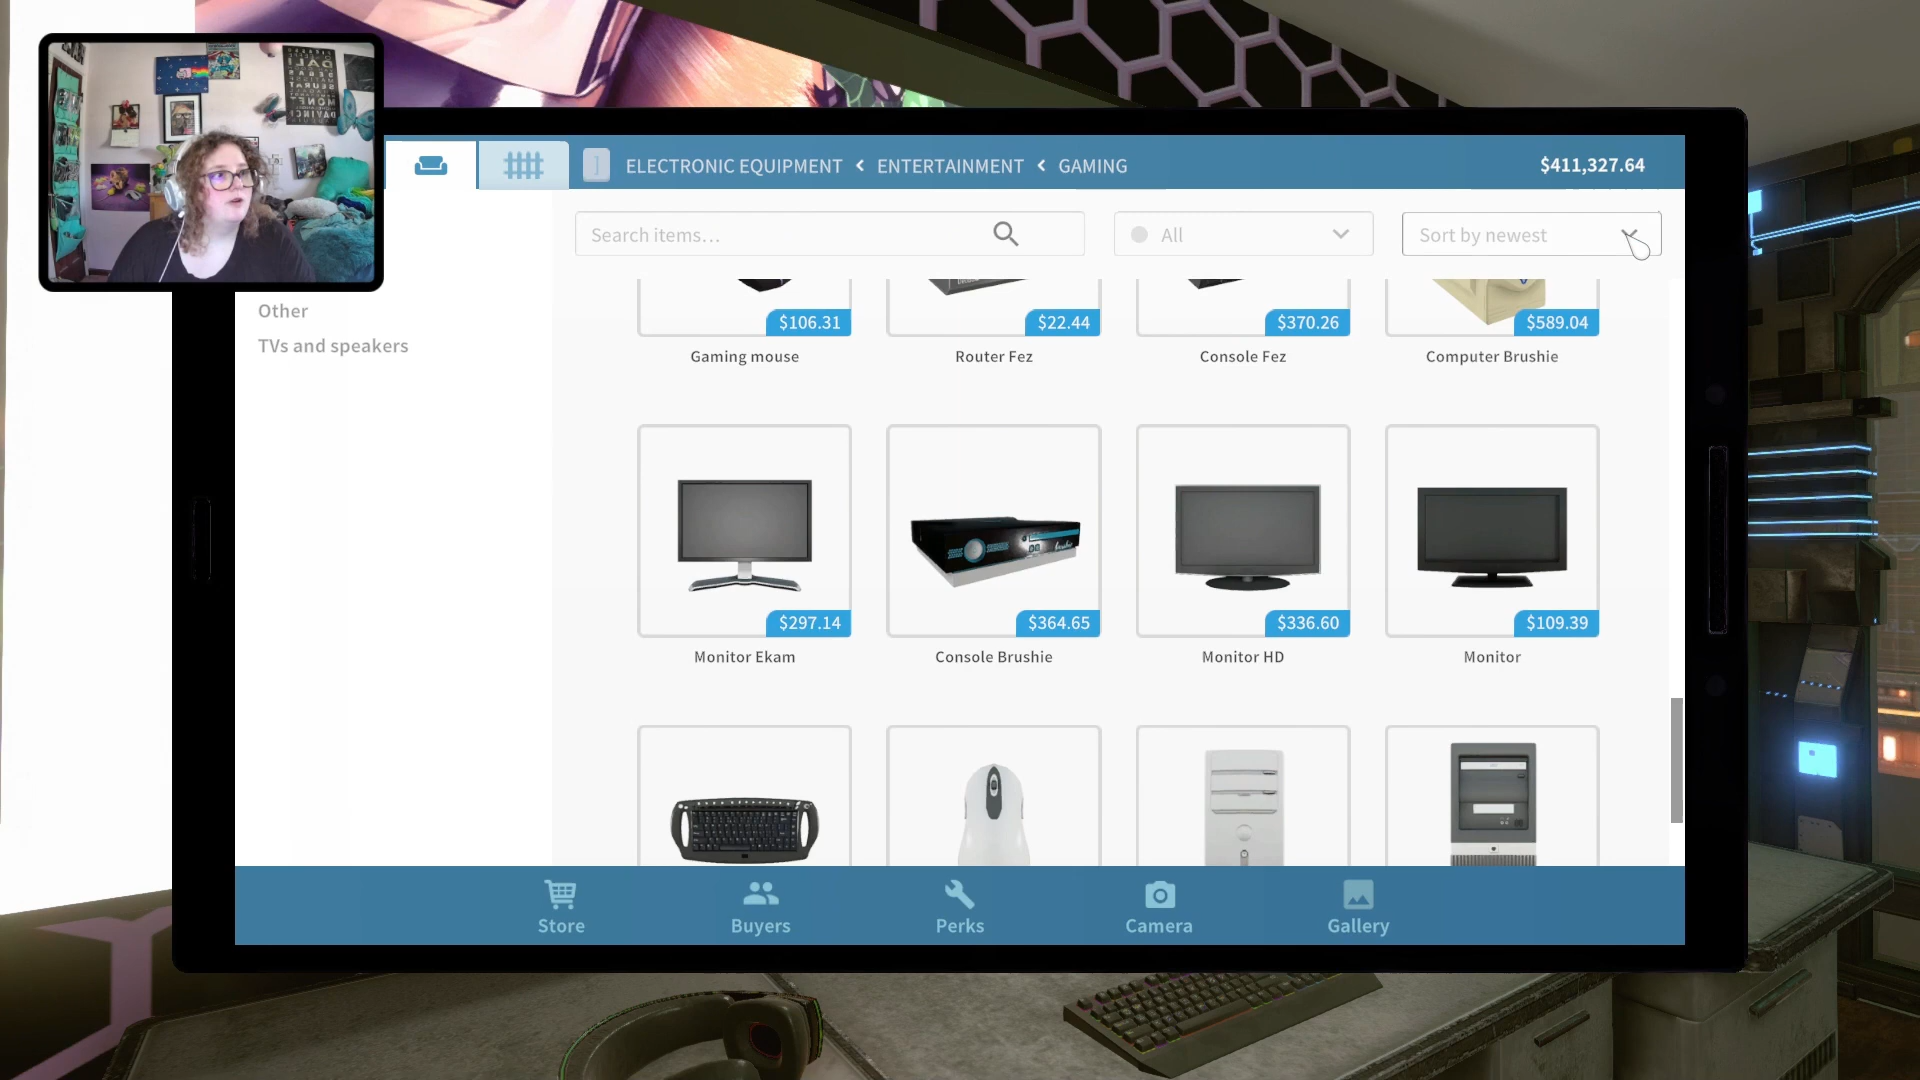 ELECTRONIC EQUIPMENT < ENTERTAINMENT < GAMING
$411,327.64
Search items...
All
Sort by newest
Other
TVs and speakers
$106.31
$22.44
$370.26
$589.04
Gaming mouse
Router Fez
Console Fez
Computer Brushie
$297.14
$364.65
$336.60
$109.39
Monitor Ekam
Console Brushie
Monitor HD
Monitor
Store
Buyers
Perks
Camera
Gallery